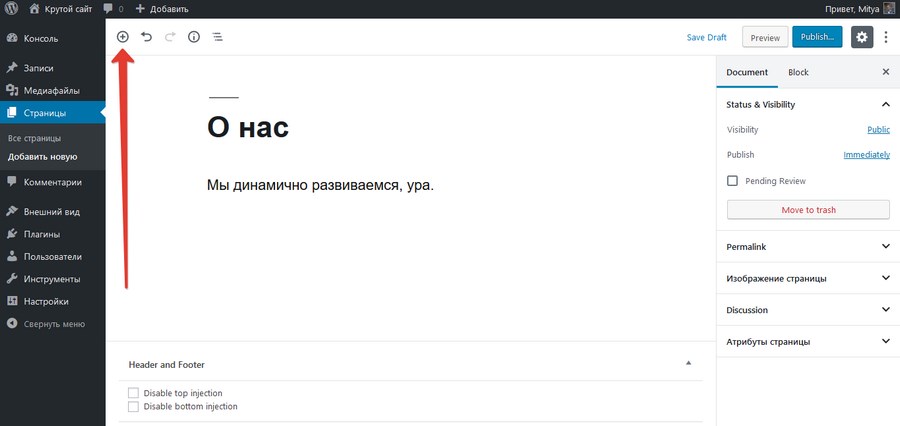 Крутой сайт
0
Добавить
Привет, Mitya
Консоль
Записи
Медиафайлы
Страницы
Все страницы
Добавить новую
Комментарии
Внешний вид
Плагины
Пользователи
Инструменты
Настройки
Свернуть меню
Save Draft
Preview
Publish...
О нас
Мы динамично развиваемся, ура.
Header and Footer
Disable top injection
Disable bottom injection
Document
Block
Status & Visibility
Visibility
Public
Publish
Immediately
Pending Review
Move to trash
Permalink
Изображение страницы
Discussion
Атрибуты страницы